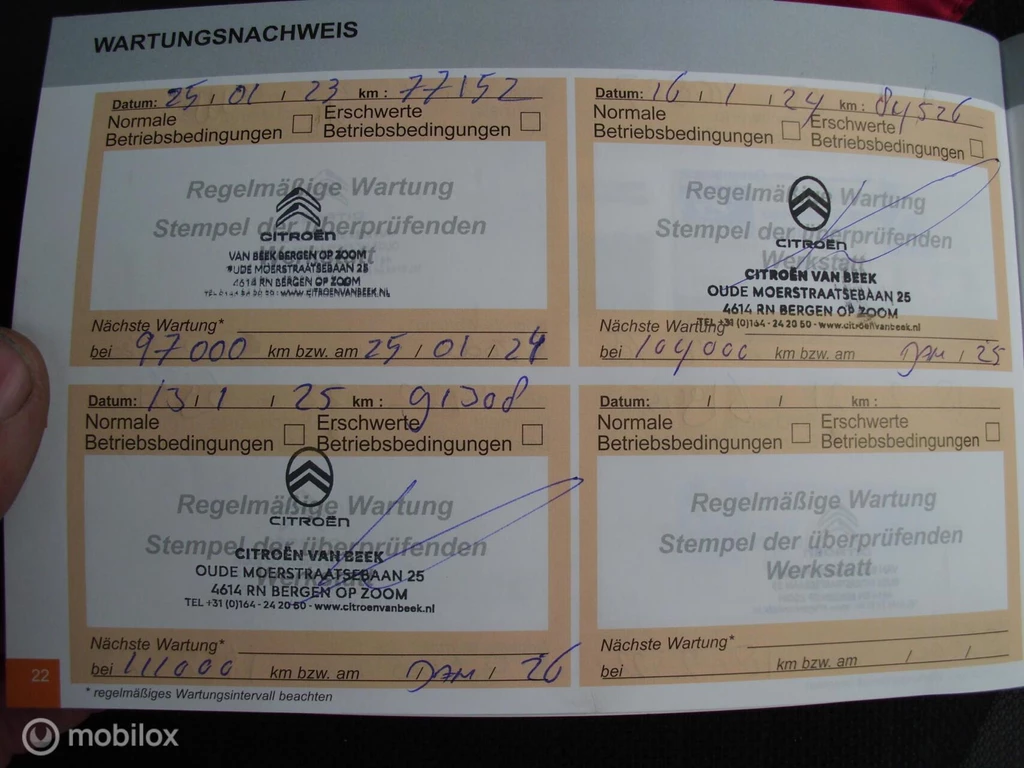 WARTUNGSNACHWEIS
Datum: 25 / 01 / 23 km : 77152
Normale Betriebsbedingungen
Erschwerte Betriebsbedingungen
Regelmäßige Wartung
Stempel der überprüfenden
Werkstatt
CITROËN
VAN BEEK BERGEN OP ZOOM
OUDE MOERSTRAATSEBAAN 25
4614 RN BERGEN OP ZOOM
WWW.CITROENVANBEEK.NL
Nächste Wartung*
bei 97000 km bzw. am 25 / 01 / 24
Datum: 16 / 1 / 24 km : 84526
Normale Betriebsbedingungen
Erschwerte Betriebsbedingungen
Regelmäßige Wartung
Stempel der überprüfenden
Werkstatt
CITROËN
CITROËN VAN BEEK
OUDE MOERSTRAATSEBAAN 25
4614 RN BERGEN OP ZOOM
TEL +31 (0)164 - 24 20 50 - www.citroenvanbeek.nl
Nächste Wartung*
bei 104000 km bzw. am JAN / 25
Datum: 13 / 1 / 25 km : 91308
Normale Betriebsbedingungen
Erschwerte Betriebsbedingungen
Regelmäßige Wartung
Stempel der überprüfenden
Werkstatt
CITROËN
CITROËN VAN BEEK
OUDE MOERSTRAATSEBAAN 25
4614 RN BERGEN OP ZOOM
TEL +31 (0)164 - 24 20 50 - www.citroenvanbeek.nl
Nächste Wartung*
bei 111000 km bzw. am JAN / 26
Datum: / / km :
Normale Betriebsbedingungen
Erschwerte Betriebsbedingungen
Regelmäßige Wartung
Stempel der überprüfenden
Werkstatt
Nächste Wartung*
bei km bzw. am / /
22
* regelmäßiges Wartungsintervall beachten
mobilox